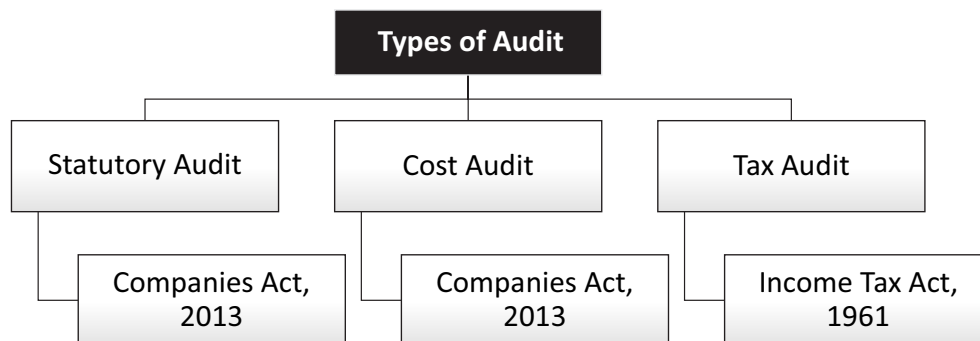 Types of Audit
Statutory Audit
Cost Audit
Tax Audit
Companies Act,
2013
Companies Act,
2013
Income Tax Act,
1961